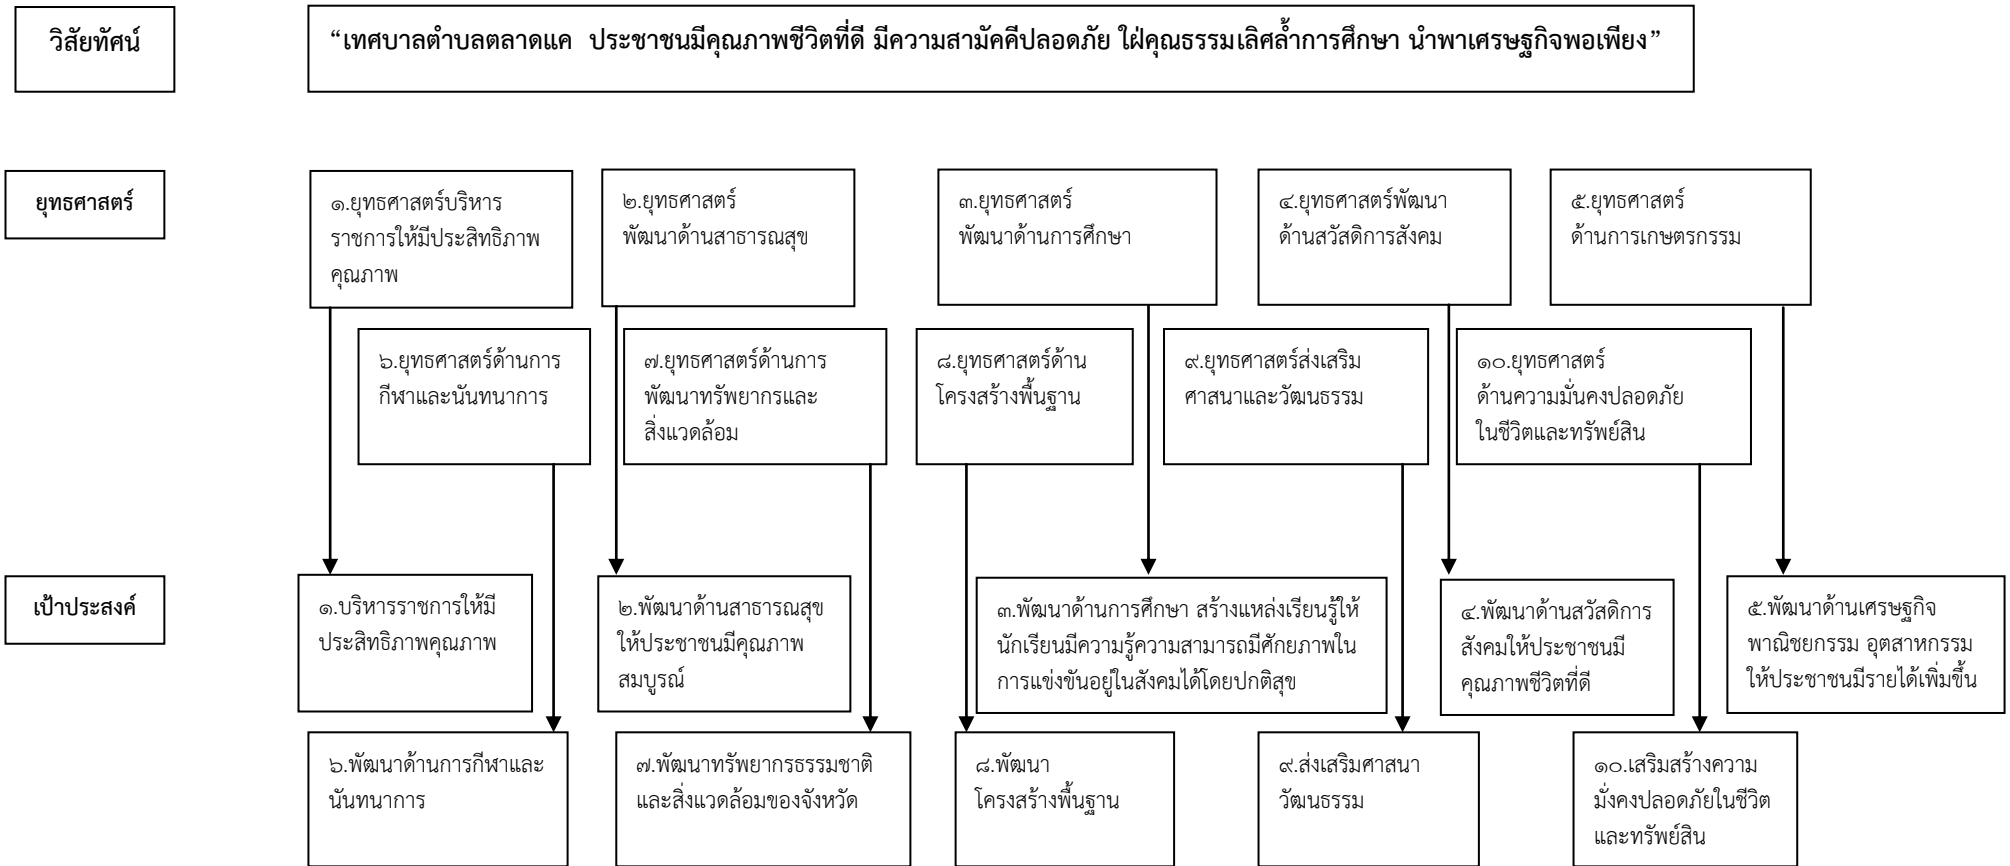 วิสัยทัศน์
“เทศบาลตำบลตลาดแค  ประชาชนมีคุณภาพชีวิตที่ดี มีความสามัคคีปลอดภัย ใฝ่คุณธรรมเลิศล้ำการศึกษา นำพาเศรษฐกิจพอเพียง”
ยุทธศาสตร์
๑.ยุทธศาสตร์บริหาร
ราชการให้มีประสิทธิภาพ
คุณภาพ
๒.ยุทธศาสตร์
พัฒนาด้านสาธารณสุข
๓.ยุทธศาสตร์
พัฒนาด้านการศึกษา
๔.ยุทธศาสตร์พัฒนา
ด้านสวัสดิการสังคม
๕.ยุทธศาสตร์
ด้านการเกษตรกรรม
๖.ยุทธศาสตร์ด้านการ
กีฬาและนันทนาการ
๗.ยุทธศาสตร์ด้านการ
พัฒนาทรัพยากรและ
สิ่งแวดล้อม
๘.ยุทธศาสตร์ด้าน
โครงสร้างพื้นฐาน
๙.ยุทธศาสตร์ส่งเสริม
ศาสนาและวัฒนธรรม
๑๐.ยุทธศาสตร์
ด้านความมั่นคงปลอดภัย
ในชีวิตและทรัพย์สิน
เป้าประสงค์
๑.บริหารราชการให้มี
ประสิทธิภาพคุณภาพ
๒.พัฒนาด้านสาธารณสุข
ให้ประชาชนมีคุณภาพ
สมบูรณ์
๓.พัฒนาด้านการศึกษา สร้างแหล่งเรียนรู้ให้
นักเรียนมีความรู้ความสามารถมีศักยภาพใน
การแข่งขันอยู่ในสังคมได้โดยปกติสุข
๔.พัฒนาด้านสวัสดิการ
สังคมให้ประชาชนมี
คุณภาพชีวิตที่ดี
๕.พัฒนาด้านเศรษฐกิจ
พาณิชยกรรม อุตสาหกรรม
ให้ประชาชนมีรายได้เพิ่มขึ้น
๖.พัฒนาด้านการกีฬาและ
นันทนาการ
๗.พัฒนาทรัพยากรธรรมชาติ
และสิ่งแวดล้อมของจังหวัด
๘.พัฒนา
โครงสร้างพื้นฐาน
๙.ส่งเสริมศาสนา
วัฒนธรรม
๑๐.เสริมสร้างความ
มั่งคงปลอดภัยในชีวิต
และทรัพย์สิน